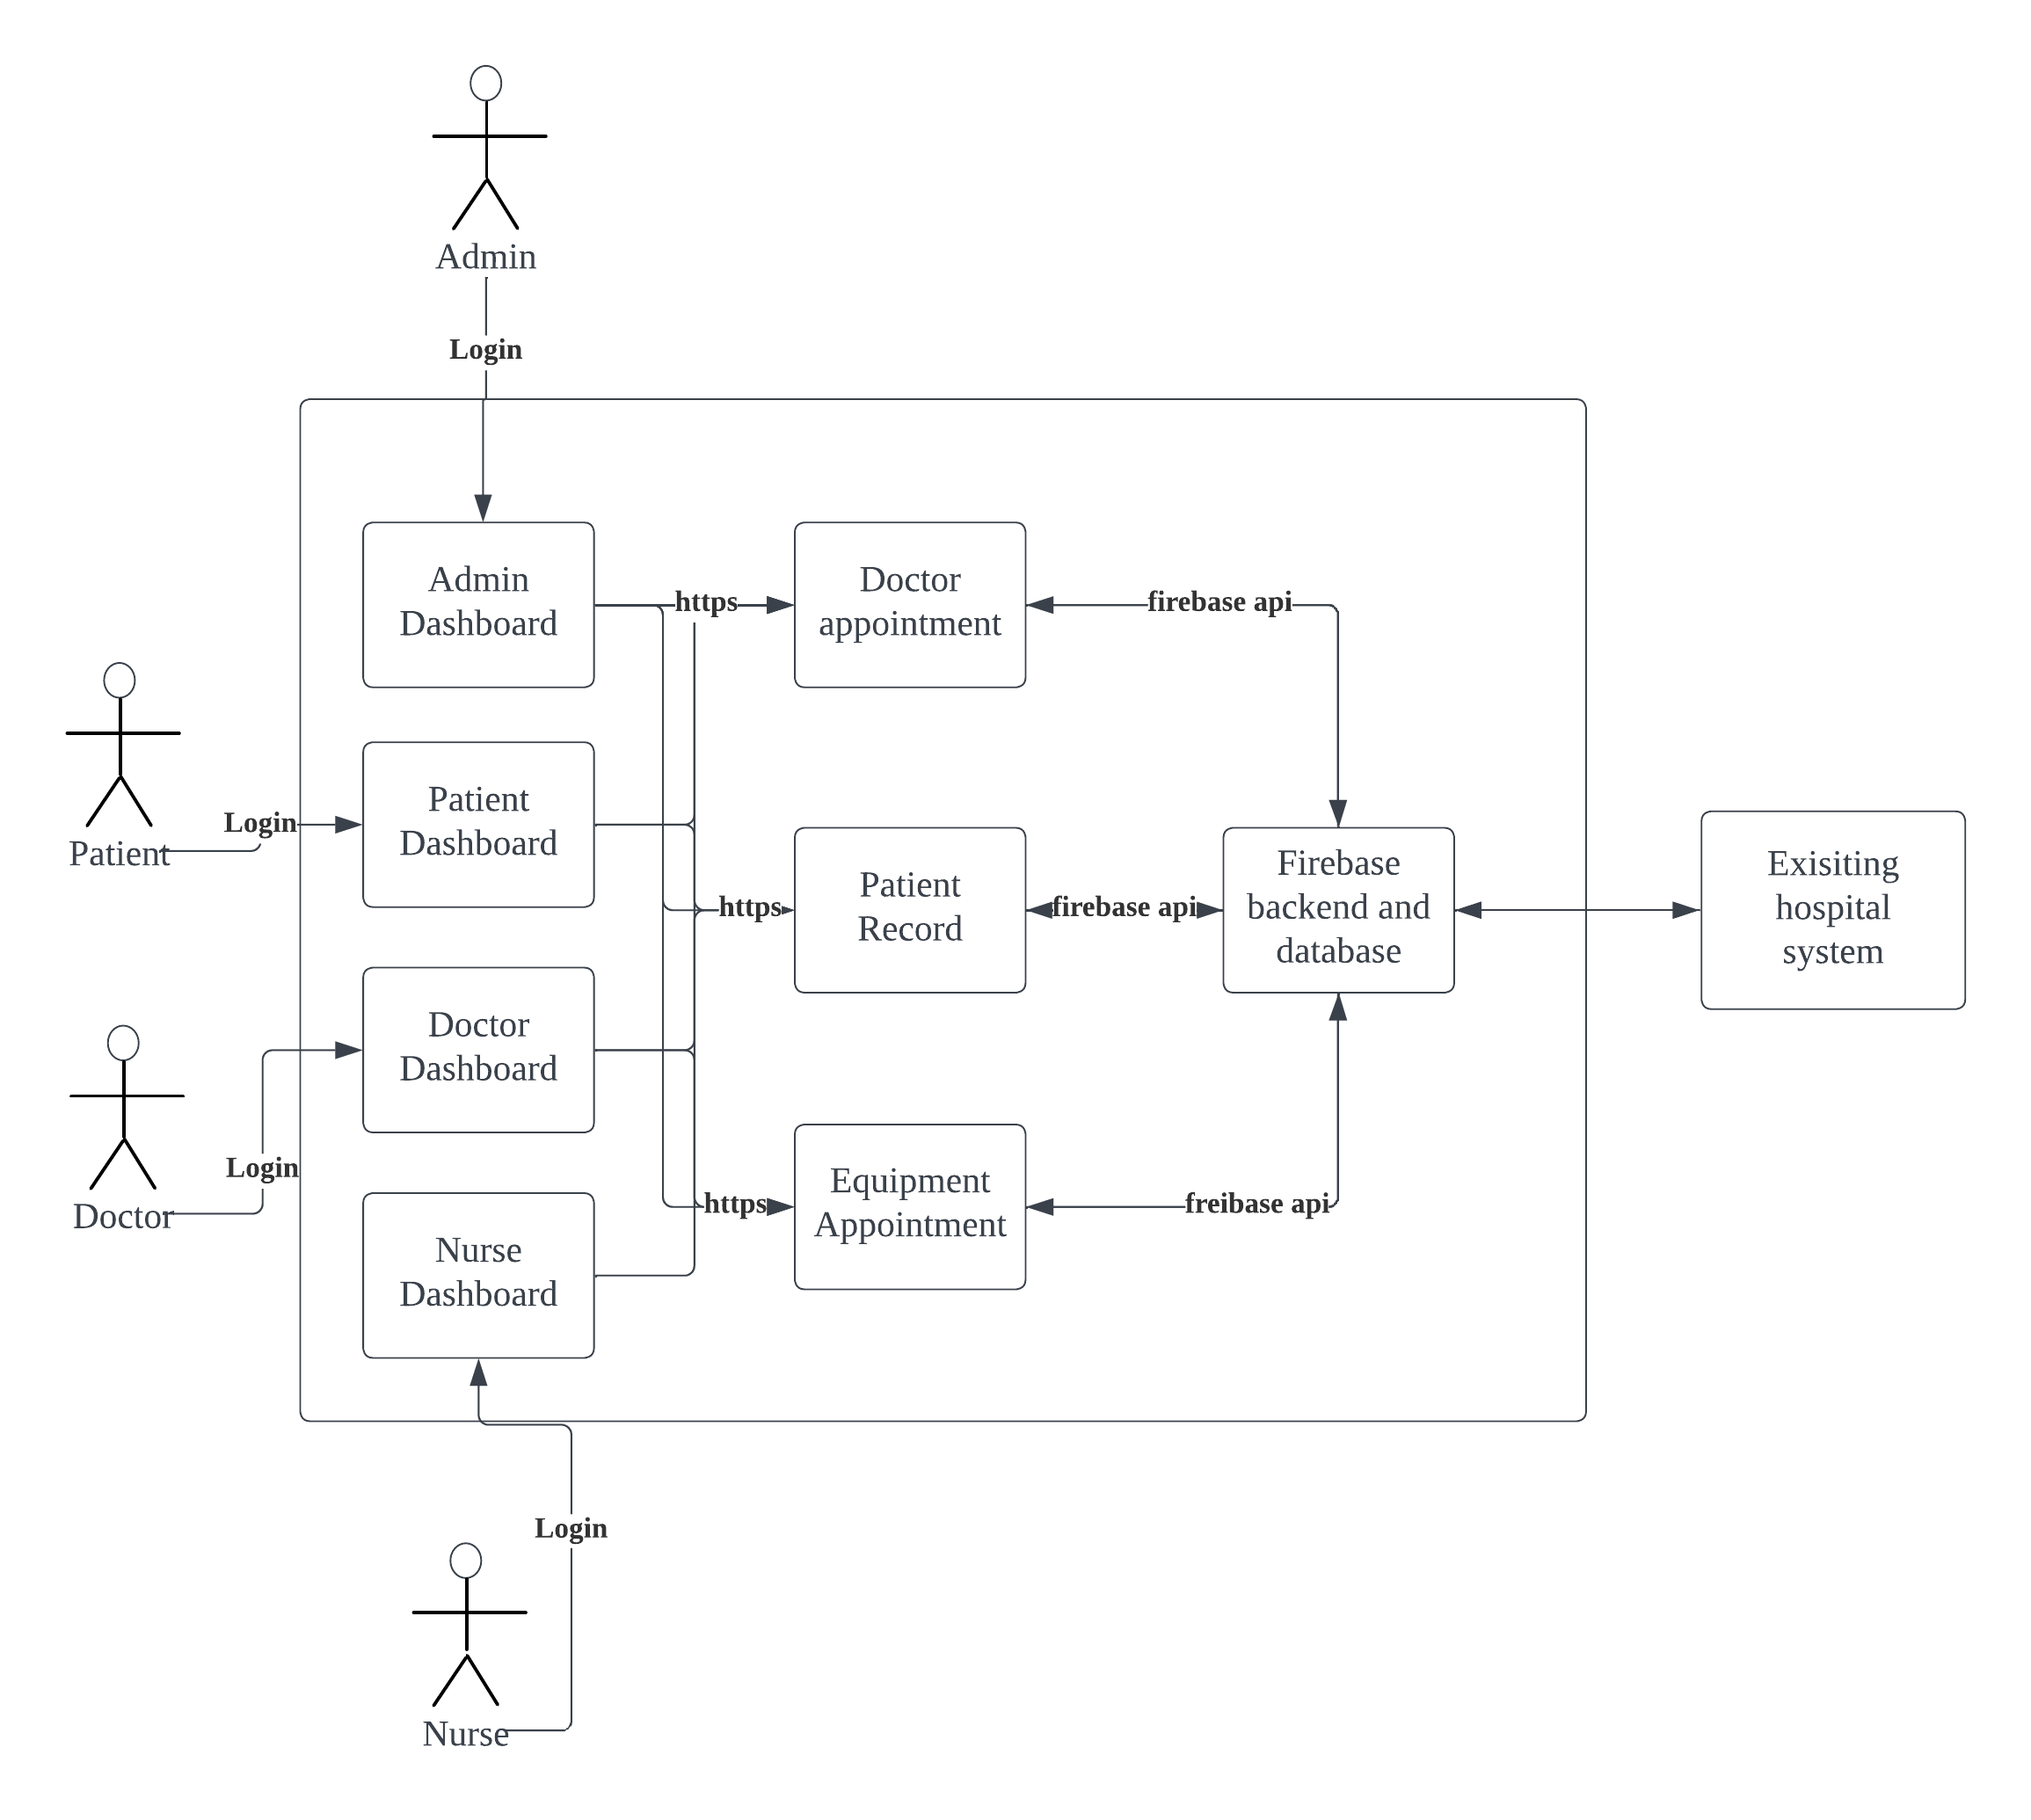 Admin
Login
Admin
Dashboard
https
Doctor
appointment
firebase api
Patient
Login
Patient
Dashboard
https
Patient
Record
firebase api
Firebase
backend and
database
Exisiting
hospital
system
Doctor
Login
Doctor
Dashboard
https
Equipment
Appointment
freibase api
Nurse
Dashboard
Login
Nurse